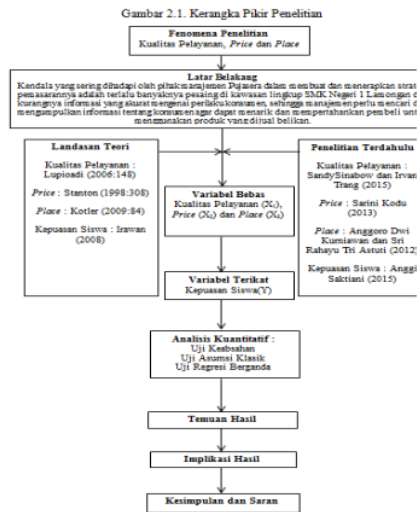 Gambar 2.1. Kerangka Pikir Penelitian
Fenomena Penelitian
Kualitas Pelayanan, Price dan Place
Latar Belakang
Kendala yang sering dihadapi oleh pihak manajemen Pujasera dalam membuat dan menerapkan strat
pemasarannya adalah terlalu banyaknya pesaing di kawasan lingkup SMK Negeri 1 Lamongan d
kurangnya informasi yang akurat mengenai perilaku konsumen, sehingga manajemen perlu mencari d
mengumpulkan informasi tentang konsumen agar dapat menarik dan mempertahankan pembeli unt
menggunakan produk yang dijual belikan.
Landasan Teori
Kualitas Pelayanan :
Lupioadi (2006:148)
Price : Stanton (1998:308)
Place : Kotler (2009:84)
Kepuasan Siswa : Irawan
(2008)
Variabel Bebas
Kualitas Pelayanan (X₁),
Price (X₂) dan Place (X₃)
Penelitian Terdahulu
Kualitas Pelayanan :
SandySinabow dan Irvan
Trang (2015)
Price : Sarini Kodu
(2013)
Place : Anggoro Dwi
Kurniawan dan Sri
Rahayu Tri Astuti (2012)
Kepuasan Siswa : Anggi
Saktiani (2015)
Variabel Terikat
Kepuasan Siswa(Y)
Analisis Kuantitatif :
Uji Keabsahan
Uji Asumsi Klasik
Uji Regresi Berganda
Temuan Hasil
Implikasi Hasil
Kesimpulan dan Saran